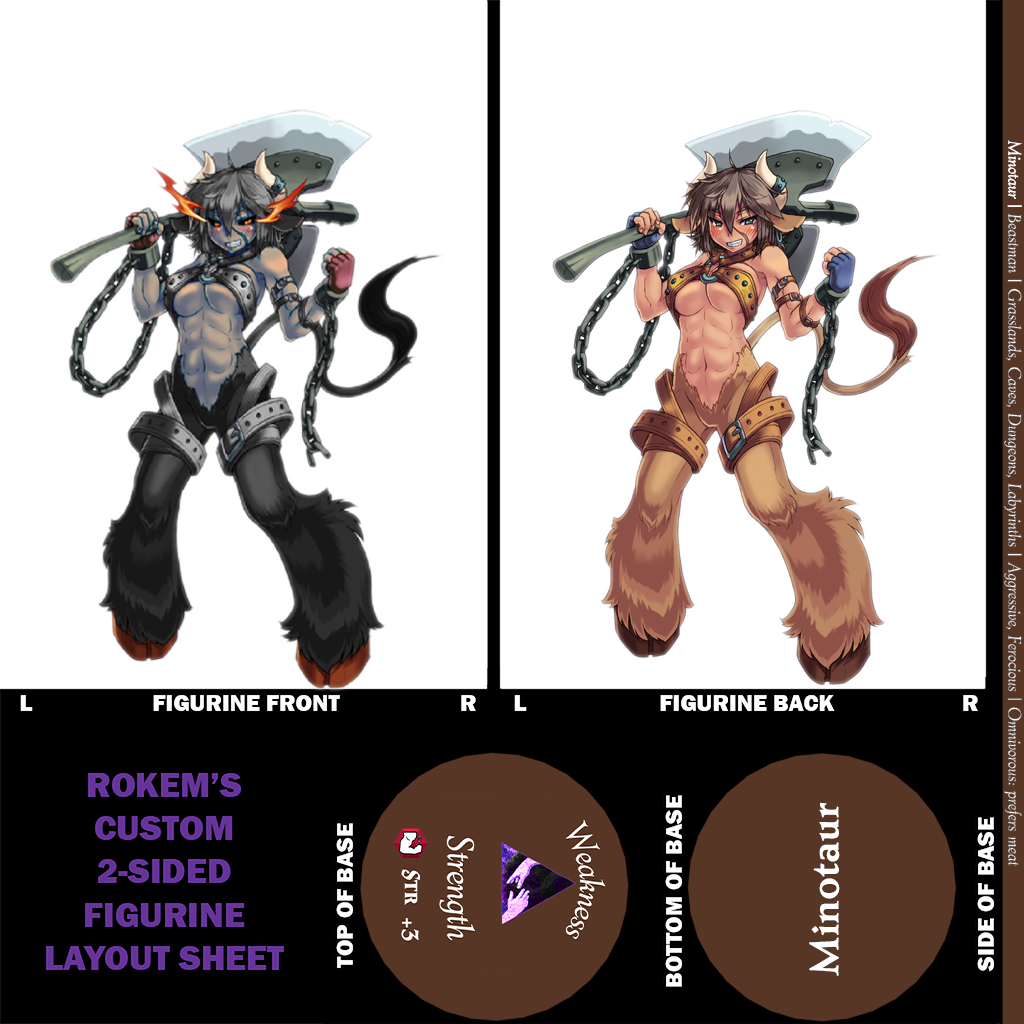 L FIGURINE FRONT R
L FIGURINE BACK R
ROKEM'S
CUSTOM
2-SIDED
FIGURINE
LAYOUT SHEET
TOP OF BASE
Weakness
Strength
STR +3
BOTTOM OF BASE
Minotaur
SIDE OF BASE
Minotaur | Beastman | Grasslands, Caves, Dungeons, Labyrinths | Aggressive, Ferocious | Omnivorous: prefers meat